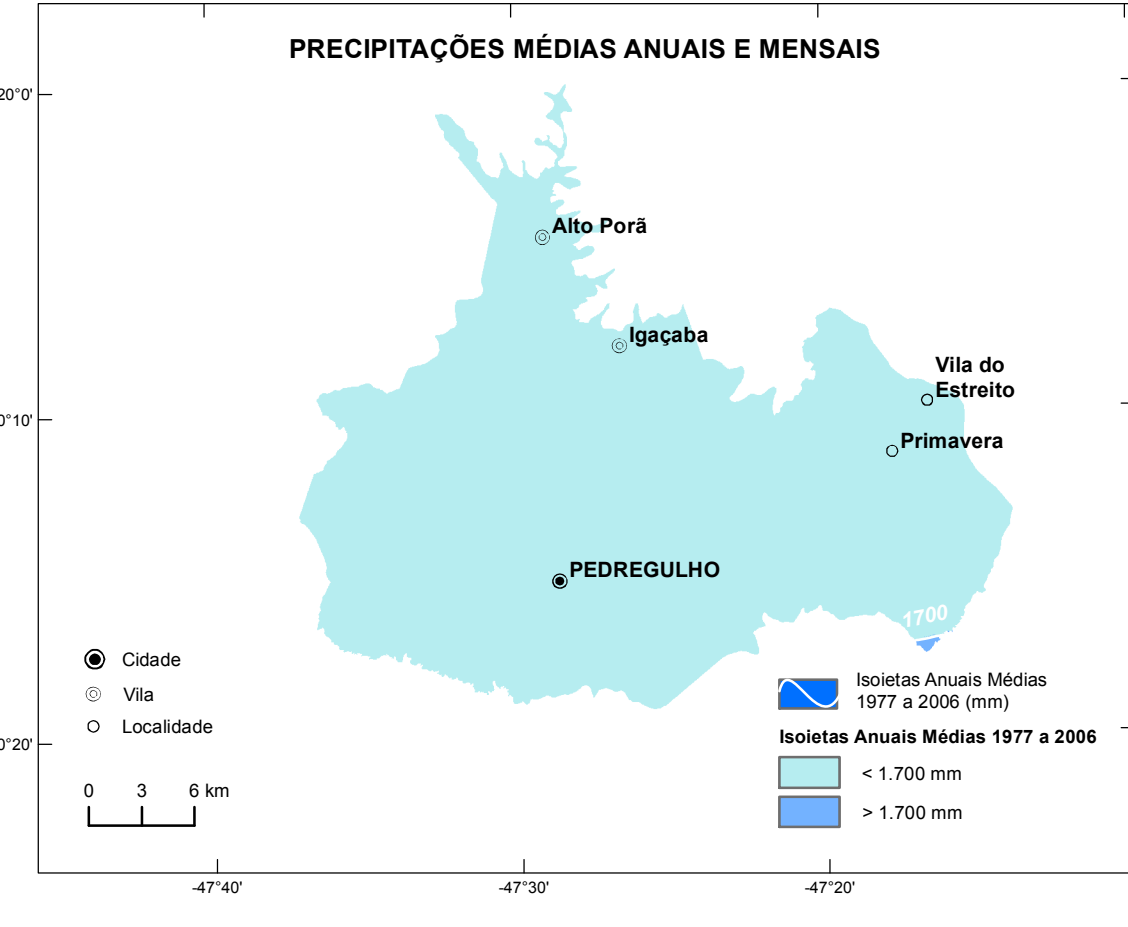 PRECIPITAÇÕES MÉDIAS ANUAIS E MENSAIS
20°0'
Alto Porã
Igaçaba
Vila do
Estreito
0°10'
Primavera
PEDREGULHO
1700
Cidade
Vila
Localidade
Isoietas Anuais Médias
1977 a 2006 (mm)
Isoietas Anuais Médias 1977 a 2006
< 1.700 mm
> 1.700 mm
0°20'
0 3 6 km
-47°40' -47°30' -47°20'